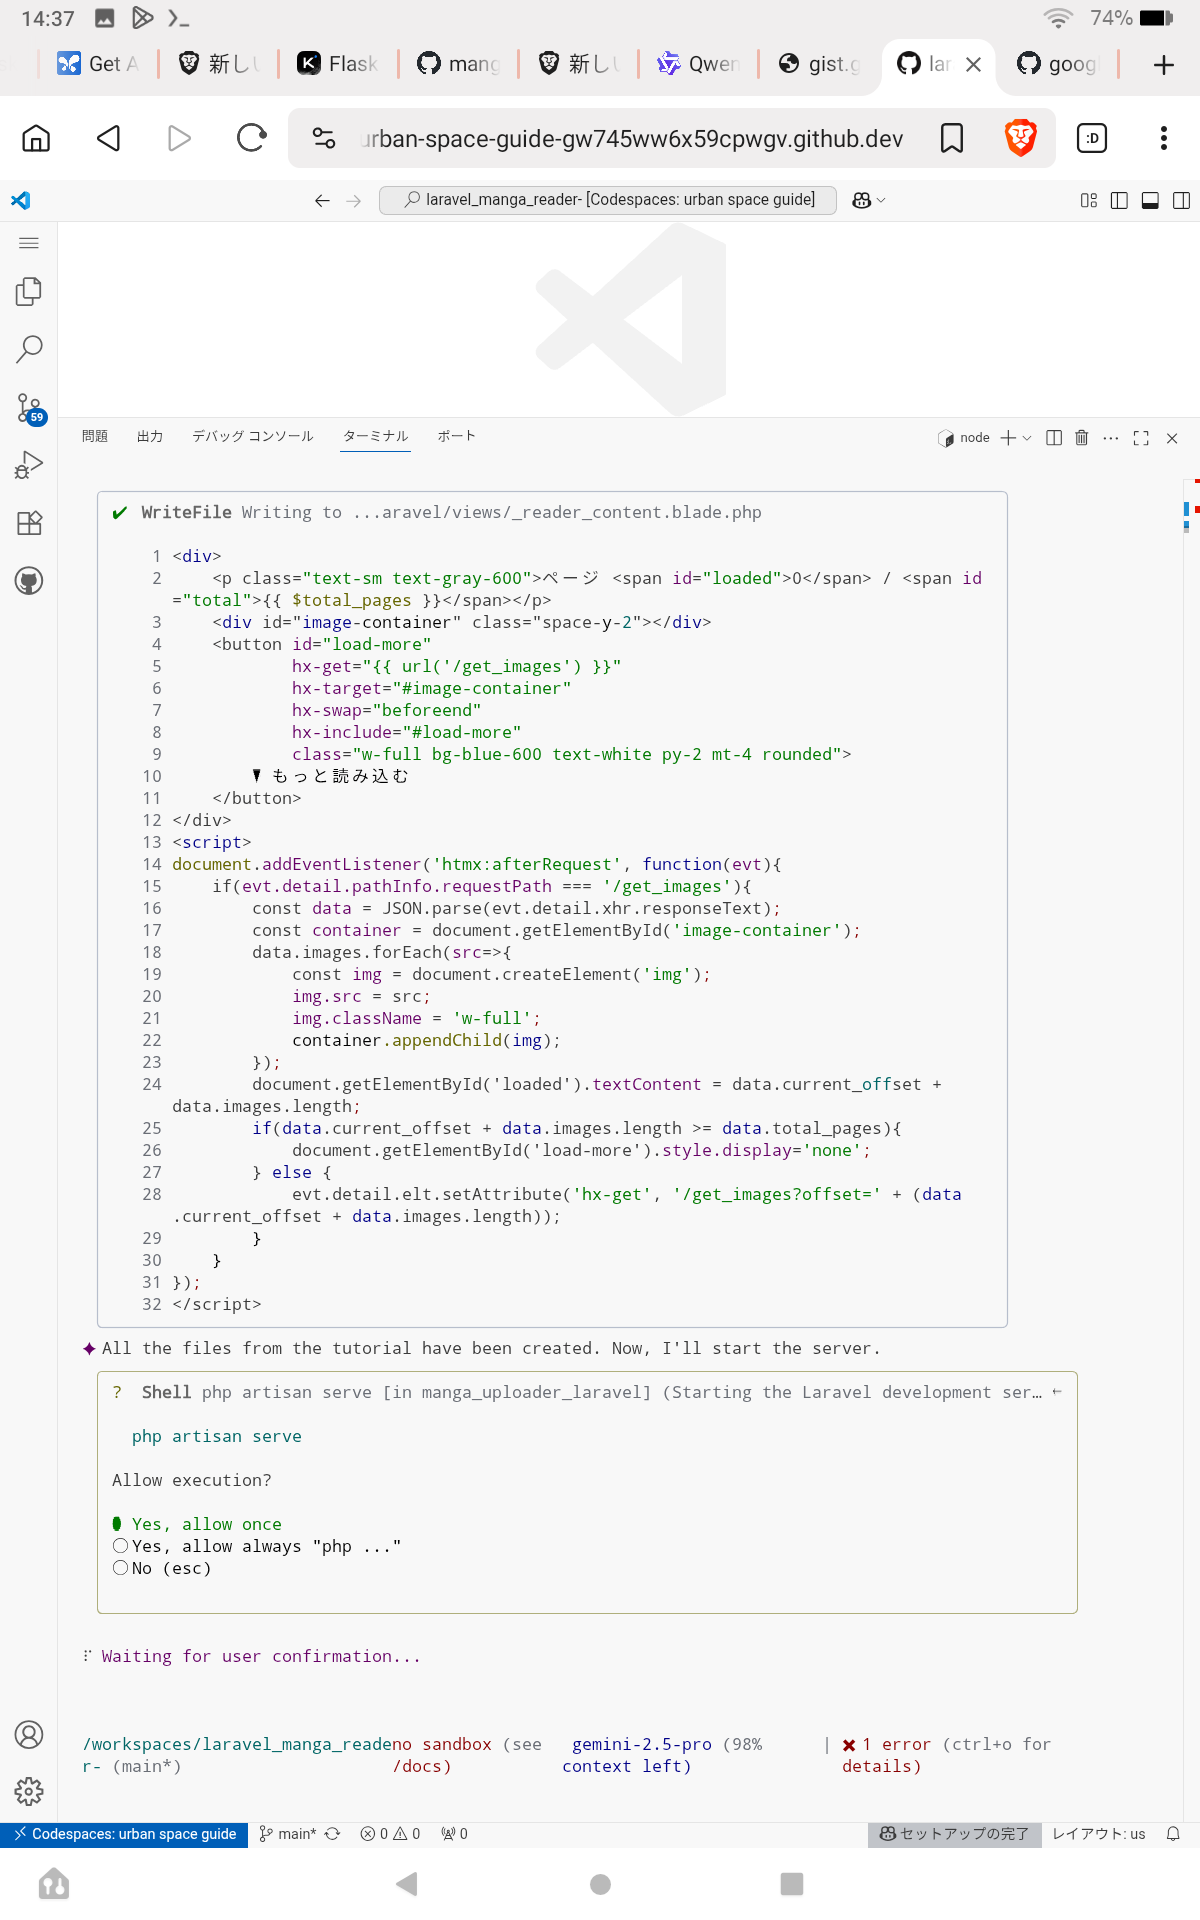 14:37
74%
Get A
新しい
Flask
mang
新しい
Qwen
gist.g
lar
googl
urban-space-guide-gw745ww6x59cpwgv.github.dev
laravel_manga_reader- [Codespaces: urban space guide]
59
問題 出力 デバッグ コンソール ターミナル ポート
node
✔ WriteFile Writing to ...aravel/views/_reader_content.blade.php
1 <div>
2     <p class="text-sm text-gray-600">ページ <span id="loaded">0</span> / <span id
="total">{{ $total_pages }}</span></p>
3     <div id="image-container" class="space-y-2"></div>
4     <button id="load-more"
5             hx-get="{{ url('/get_images') }}"
6             hx-target="#image-container"
7             hx-swap="beforeend"
8             hx-include="#load-more"
9             class="w-full bg-blue-600 text-white py-2 mt-4 rounded">
10         ▼ もっと読み込む
11     </button>
12 </div>
13 <script>
14 document.addEventListener('htmx:afterRequest', function(evt){
15     if(evt.detail.pathInfo.requestPath === '/get_images'){
16         const data = JSON.parse(evt.detail.xhr.responseText);
17         const container = document.getElementById('image-container');
18         data.images.forEach(src=>{
19             const img = document.createElement('img');
20             img.src = src;
21             img.className = 'w-full';
22             container.appendChild(img);
23         });
24         document.getElementById('loaded').textContent = data.current_offset +
data.images.length;
25         if(data.current_offset + data.images.length >= data.total_pages){
26             document.getElementById('load-more').style.display='none';
27         } else {
28             evt.detail.elt.setAttribute('hx-get', '/get_images?offset=' + (data
.current_offset + data.images.length));
29         }
30     }
31 });
32 </script>
✦ All the files from the tutorial have been created. Now, I'll start the server.
? Shell php artisan serve [in manga_uploader_laravel] (Starting the Laravel development ser… ←
php artisan serve
Allow execution?
● Yes, allow once
○ Yes, allow always "php ..."
○ No (esc)
⠏ Waiting for user confirmation...
/workspaces/laravel_manga_readeno sandbox (see gemini-2.5-pro (98% | ✖ 1 error (ctrl+o for
r- (main*) /docs) context left) details)
Codespaces: urban space guide main* 0 0 0 セットアップの完了 レイアウト: us